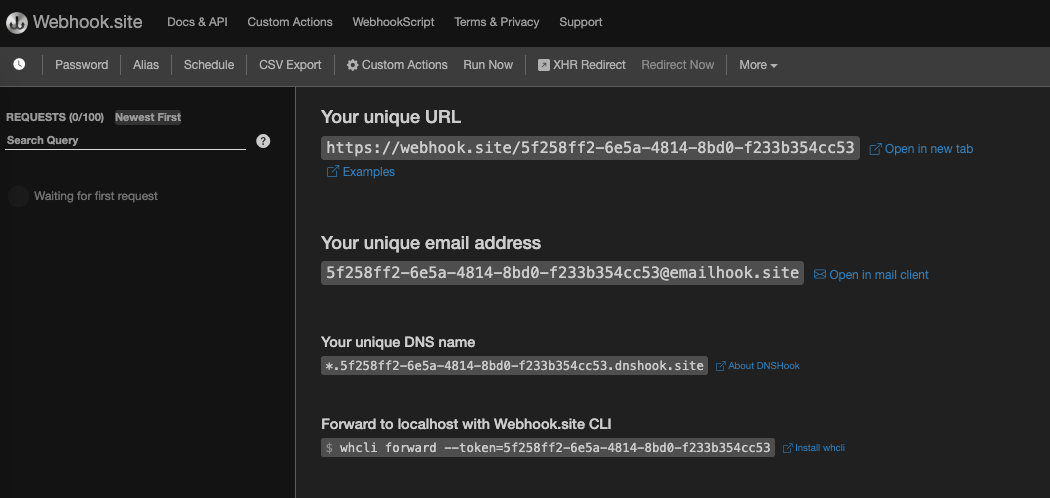 Webhook.site Docs & API Custom Actions WebhookScript Terms & Privacy Support
Password Alias Schedule CSV Export Custom Actions Run Now XHR Redirect Redirect Now More
REQUESTS (0/100) Newest First
Search Query ?
Waiting for first request
Your unique URL
https://webhook.site/5f258ff2-6e5a-4814-8bd0-f233b354cc53 Open in new tab
Examples
Your unique email address
5f258ff2-6e5a-4814-8bd0-f233b354cc53@emailhook.site Open in mail client
Your unique DNS name
*.5f258ff2-6e5a-4814-8bd0-f233b354cc53.dnshook.site About DNSHook
Forward to localhost with Webhook.site CLI
$ whcli forward --token=5f258ff2-6e5a-4814-8bd0-f233b354cc53 Install whcli